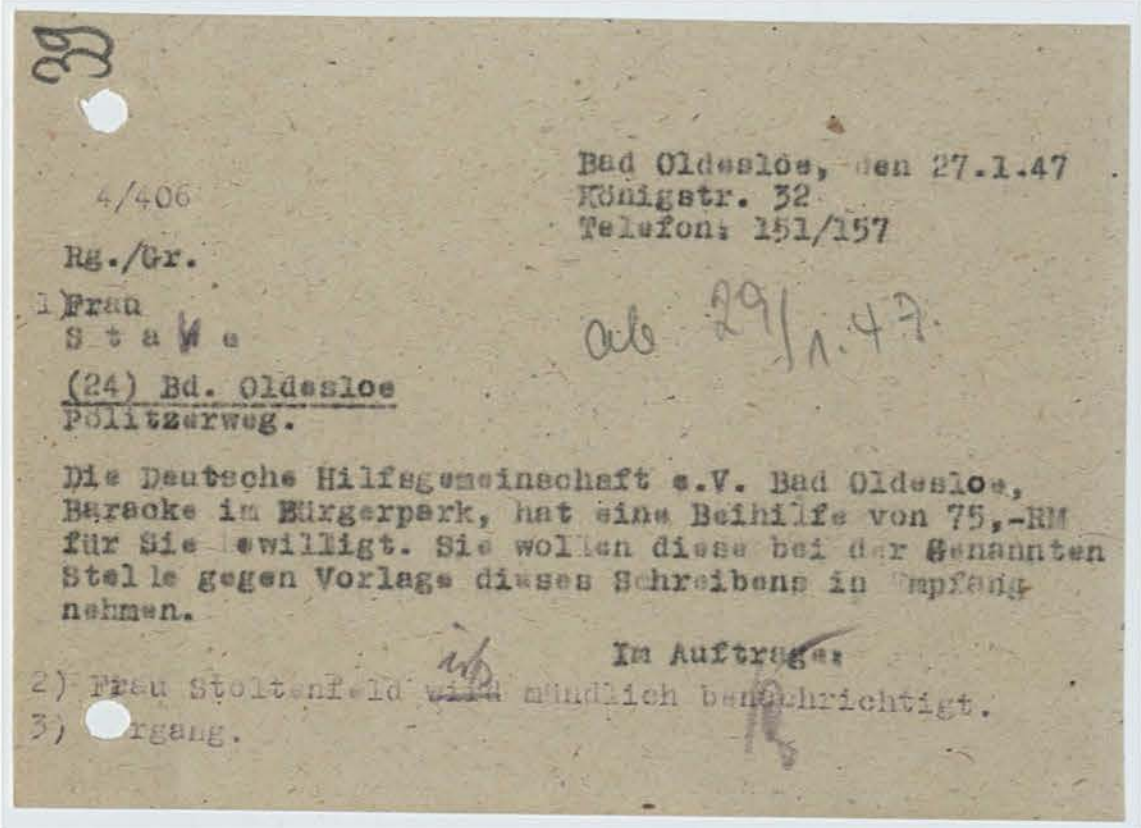 Bad Oldesloe, den 27.1.47
4/406
Königstr. 32
Telefon: 151/157
Rg./Gr.
1) Frau
ab 29/1.47.
(24) Bd. Oldesloe
Pölitzerweg.
Die Deutsche Hilfsgemeinschaft e.V. Bad Oldesloe,
Baracke im Bürgerpark, hat eine Beihilfe von 75,-RM
für Sie bewilligt. Sie wollen diese bei der Genannten
Stelle gegen Vorlage dieses Schreibens in Empfang
nehmen.
Im Auftrage:
ist
2) Frau Stoltenfeld wird mündlich benachrichtigt.
3) rgang.